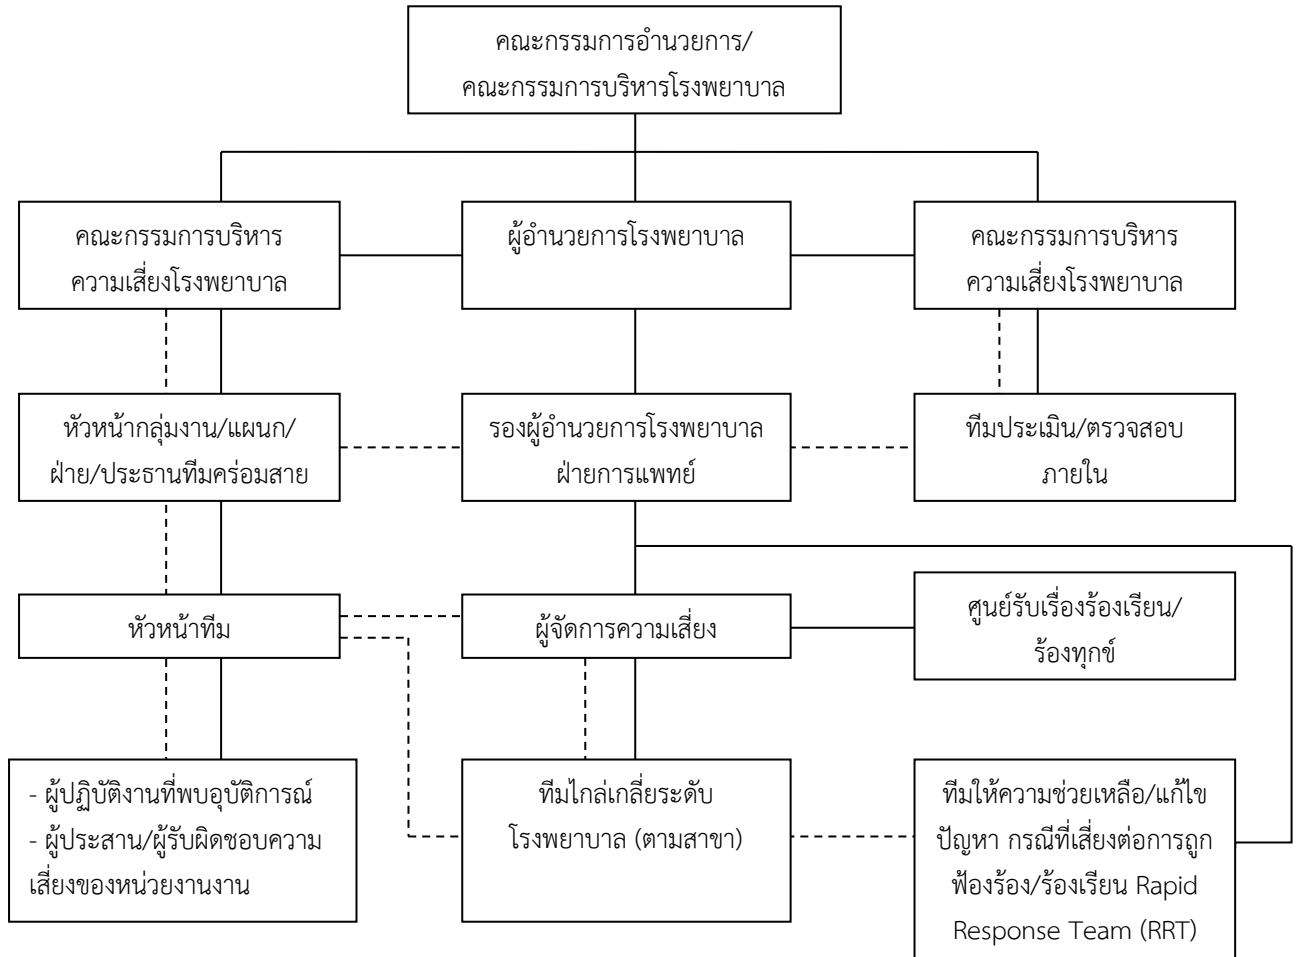 คณะกรรมการอำนวยการ/
คณะกรรมการบริหารโรงพยาบาล
คณะกรรมการบริหาร
ความเสี่ยงโรงพยาบาล
ผู้อำนวยการโรงพยาบาล
คณะกรรมการบริหาร
ความเสี่ยงโรงพยาบาล
หัวหน้ากลุ่มงาน/แผนก/
ฝ่าย/ประธานทีมคร่อมสาย
รองผู้อำนวยการโรงพยาบาล
ฝ่ายการแพทย์
ทีมประเมิน/ตรวจสอบ
ภายใน
หัวหน้าทีม
ผู้จัดการความเสี่ยง
ศูนย์รับเรื่องร้องเรียน/
ร้องทุกข์
- ผู้ปฏิบัติงานที่พบอุบัติการณ์
- ผู้ประสาน/ผู้รับผิดชอบความ
เสี่ยงของหน่วยงานงาน
ทีมไกล่เกลี่ยระดับ
โรงพยาบาล (ตามสาขา)
ทีมให้ความช่วยเหลือ/แก้ไข
ปัญหา กรณีที่เสี่ยงต่อการถูก
ฟ้องร้อง/ร้องเรียน Rapid
Response Team (RRT)